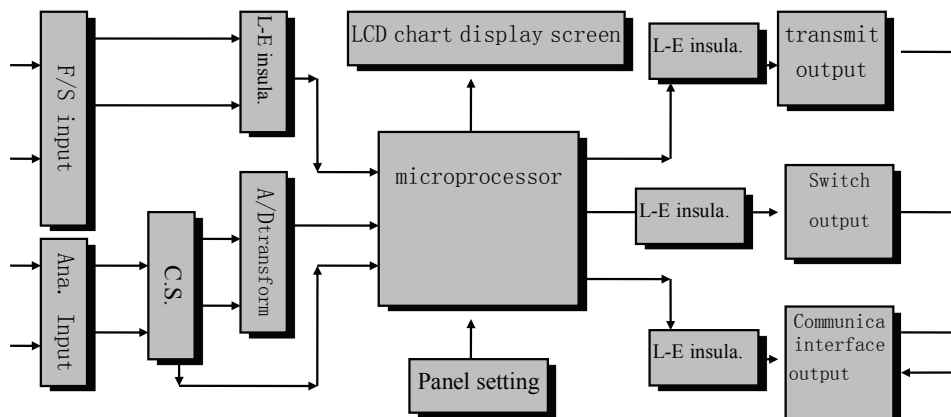 F/S input
L-E insula.
LCD chart display screen
L-E insula.
transmit
output
microprocessor
A/Dtransform
L-E insula.
Switch
output
Ana. Input
C.S.
Panel setting
L-E insula.
Communica
interface
output